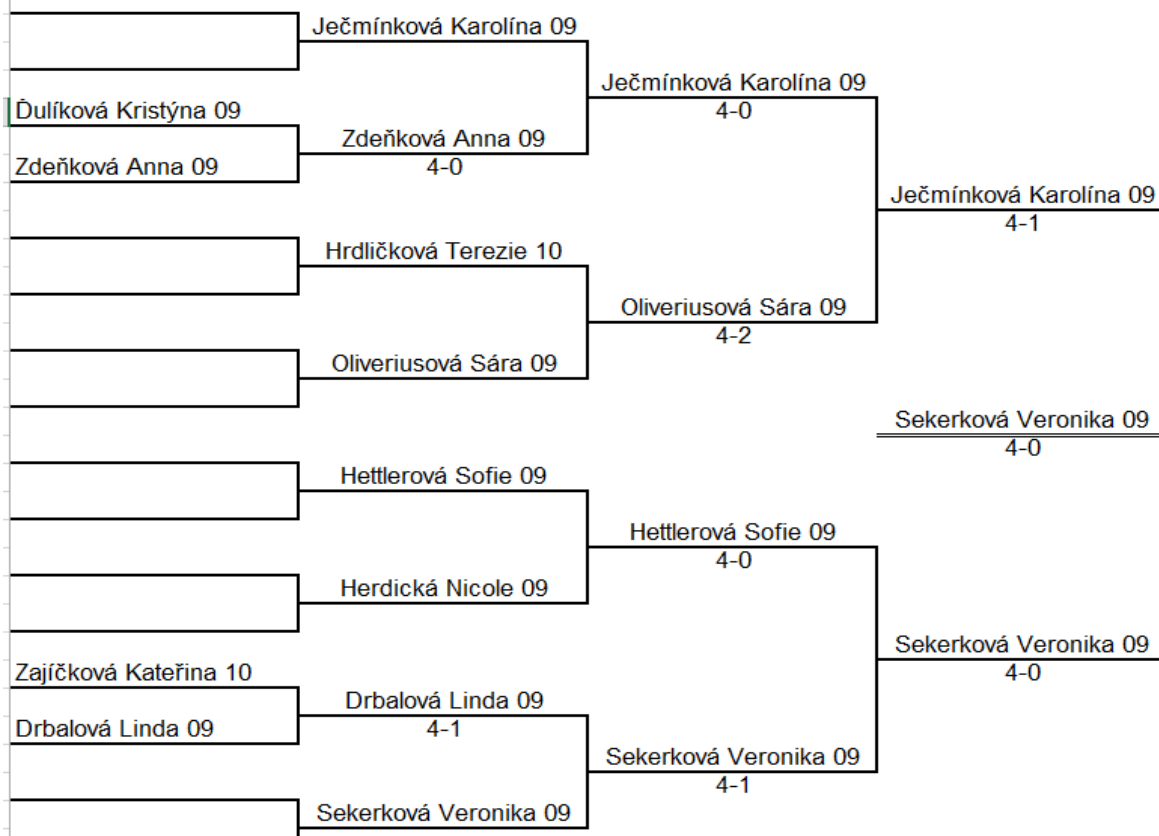 Ječmínková Karolína 09
Ječmínková Karolína 09
4-0
Ďulíková Kristýna 09
Zdeňková Anna 09
4-0
Zdeňková Anna 09
Ječmínková Karolína 09
4-1
Hrdličková Terezie 10
Oliveriusová Sára 09
4-2
Oliveriusová Sára 09
Sekerková Veronika 09
4-0
Hettlerová Sofie 09
Hettlerová Sofie 09
4-0
Herdická Nicole 09
Sekerková Veronika 09
4-0
Zajíčková Kateřina 10
Drbalová Linda 09
4-1
Drbalová Linda 09
Sekerková Veronika 09
4-1
Sekerková Veronika 09